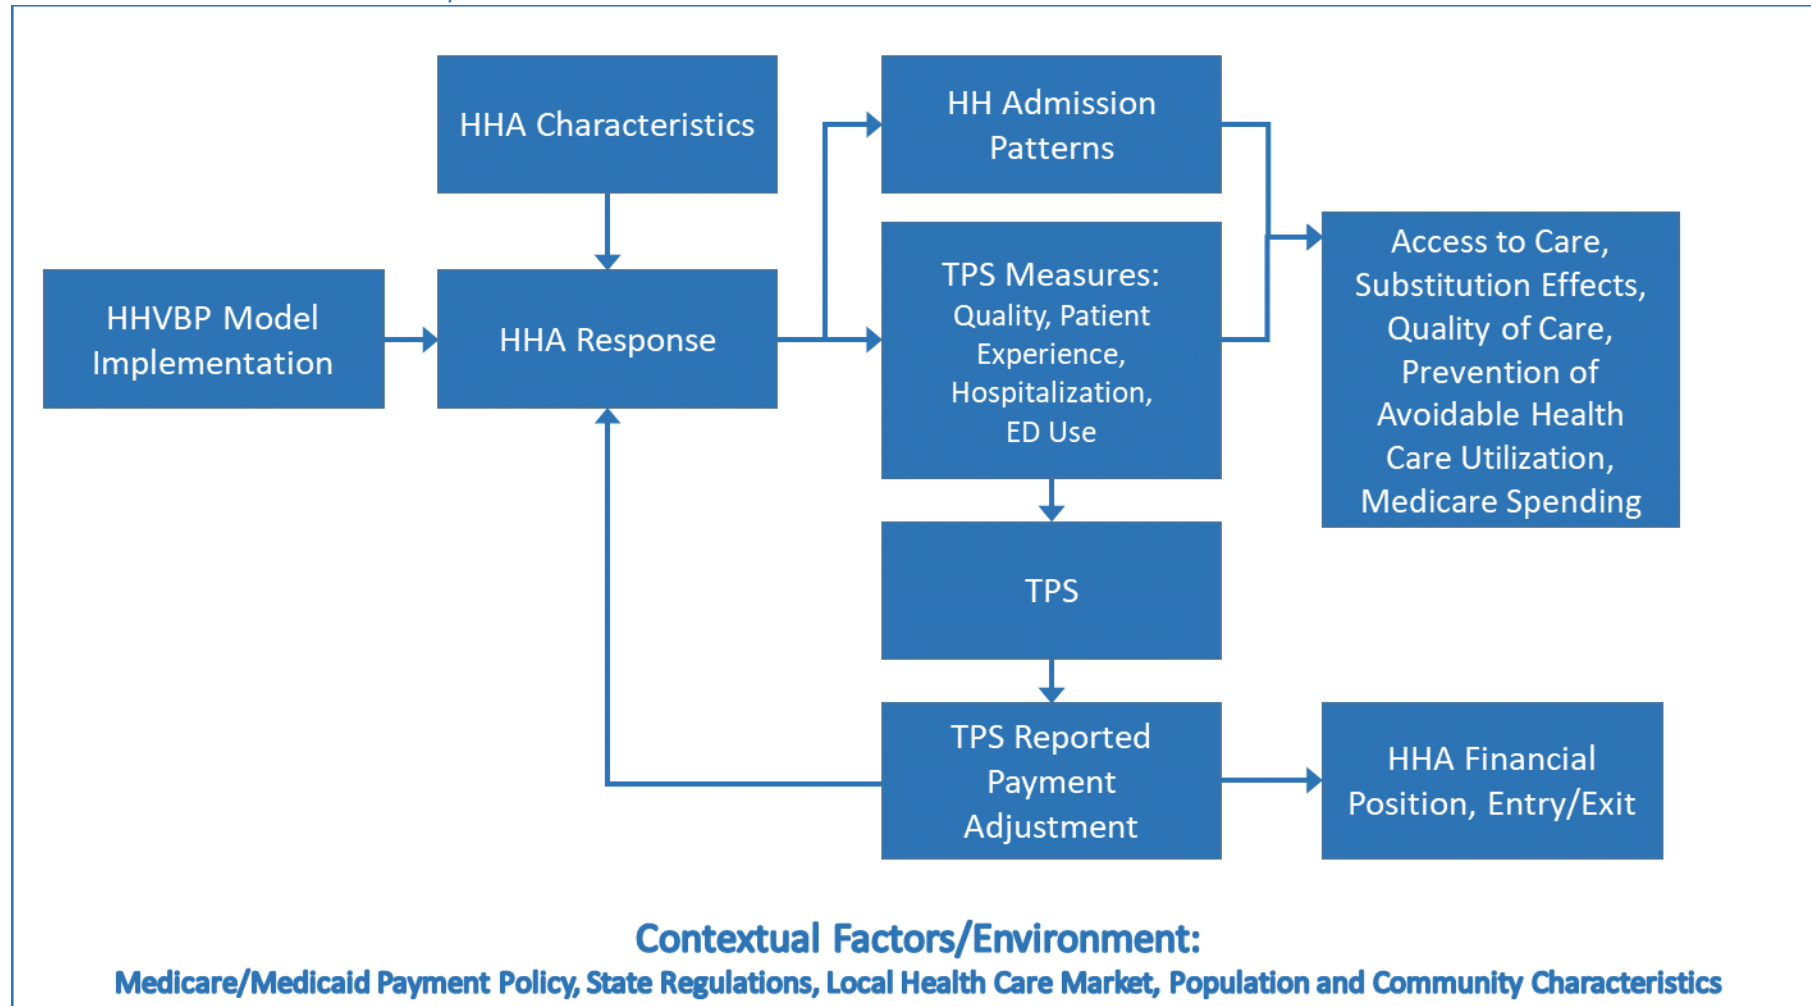 HHA Characteristics
HH Admission
Patterns
HHVBP Model
Implementation
HHA Response
TPS Measures:
Quality, Patient
Experience,
Hospitalization,
ED Use
Access to Care,
Substitution Effects,
Quality of Care,
Prevention of
Avoidable Health
Care Utilization,
Medicare Spending
TPS
TPS Reported
Payment
Adjustment
HHA Financial
Position, Entry/Exit
Contextual Factors/Environment:
Medicare/Medicaid Payment Policy, State Regulations, Local Health Care Market, Population and Community Characteristics